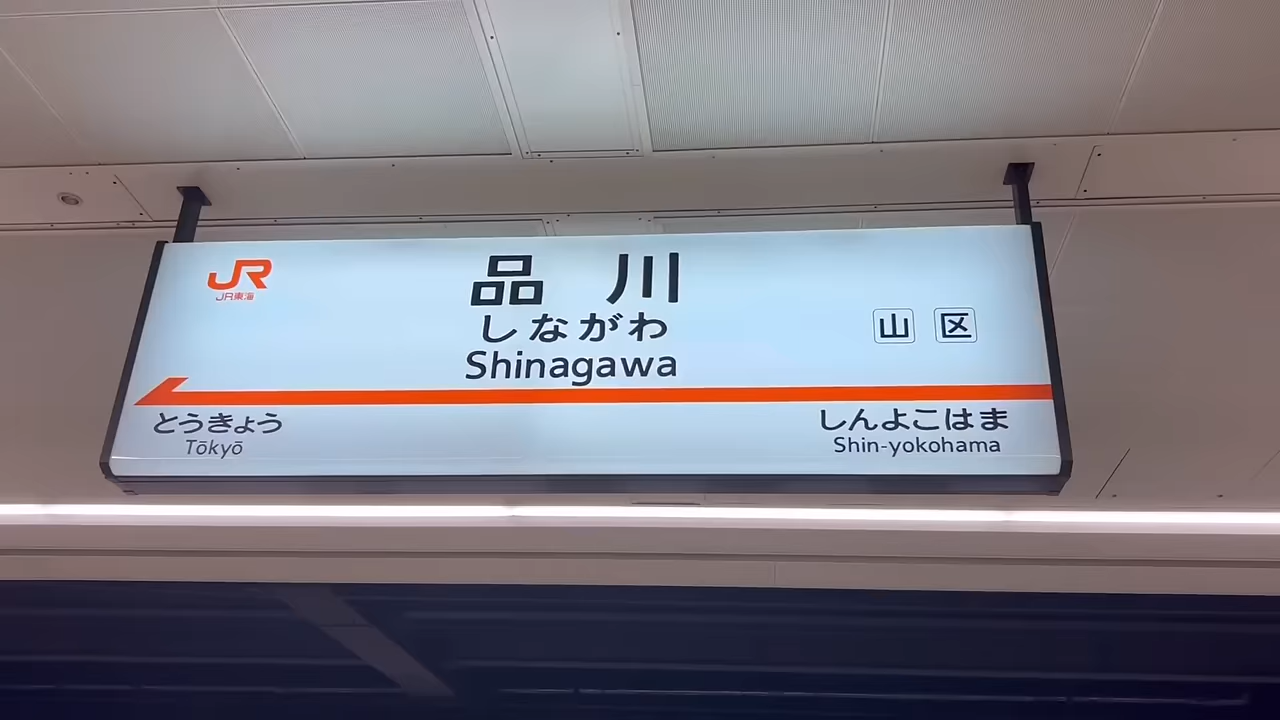 JR
JR東海
品川
しながわ
Shinagawa
山 区
とうきょう
Tōkyō
しんよこはま
Shin-yokohama